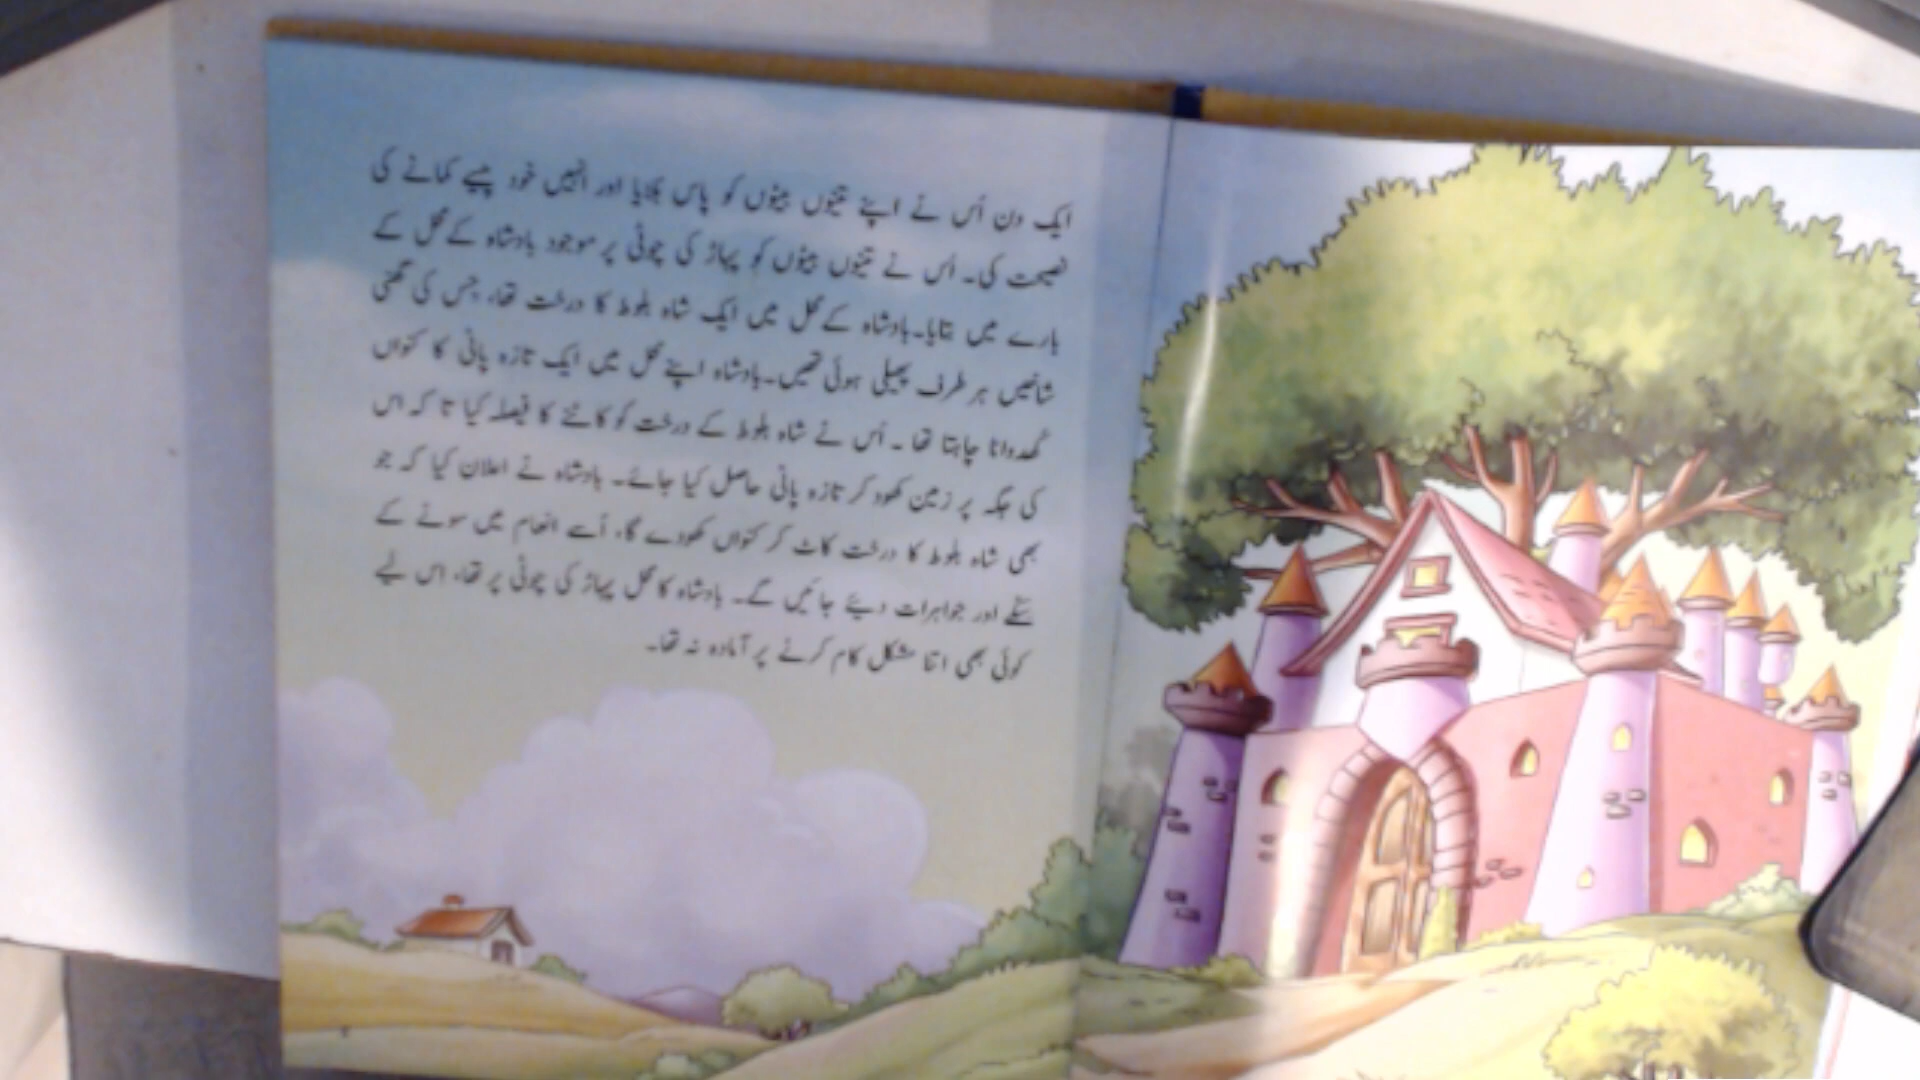 ایک دن اُس نے اپنے تینوں بیٹوں کو پاس بلایا اور انہیں خود پیسے کمانے کی
نصیحت کی۔ اُس نے تینوں بیٹوں کو پہاڑ کی چوٹی پر موجود بادشاہ کے محل کے
بارے میں بتایا۔بادشاہ کے محل میں ایک شاہ بلوط کا درخت تھا، جس کی گھنی
شاخیں ہر طرف پھیلی ہوئی تھیں۔بادشاہ اپنے محل میں ایک تازہ پانی کا کنواں
کُھدوانا چاہتا تھا ۔ اُس نے شاہ بلوط کے درخت کو کاٹنے کا فیصلہ کیا تا کہ اس
کی جگہ پر زمین کھود کر تازہ پانی حاصل کیا جائے۔ بادشاہ نے اعلان کیا کہ جو
بھی شاہ بلوط کا درخت کاٹ کر کنواں کھودے گا، اُسے انعام میں سونے کے
سکّے اور جواہرات دیئے جائیں گے۔ بادشاہ کا محل پہاڑ کی چوٹی پر تھا، اس لیے
کوئی بھی اتنا مشکل کام کرنے پر آمادہ نہ تھا۔